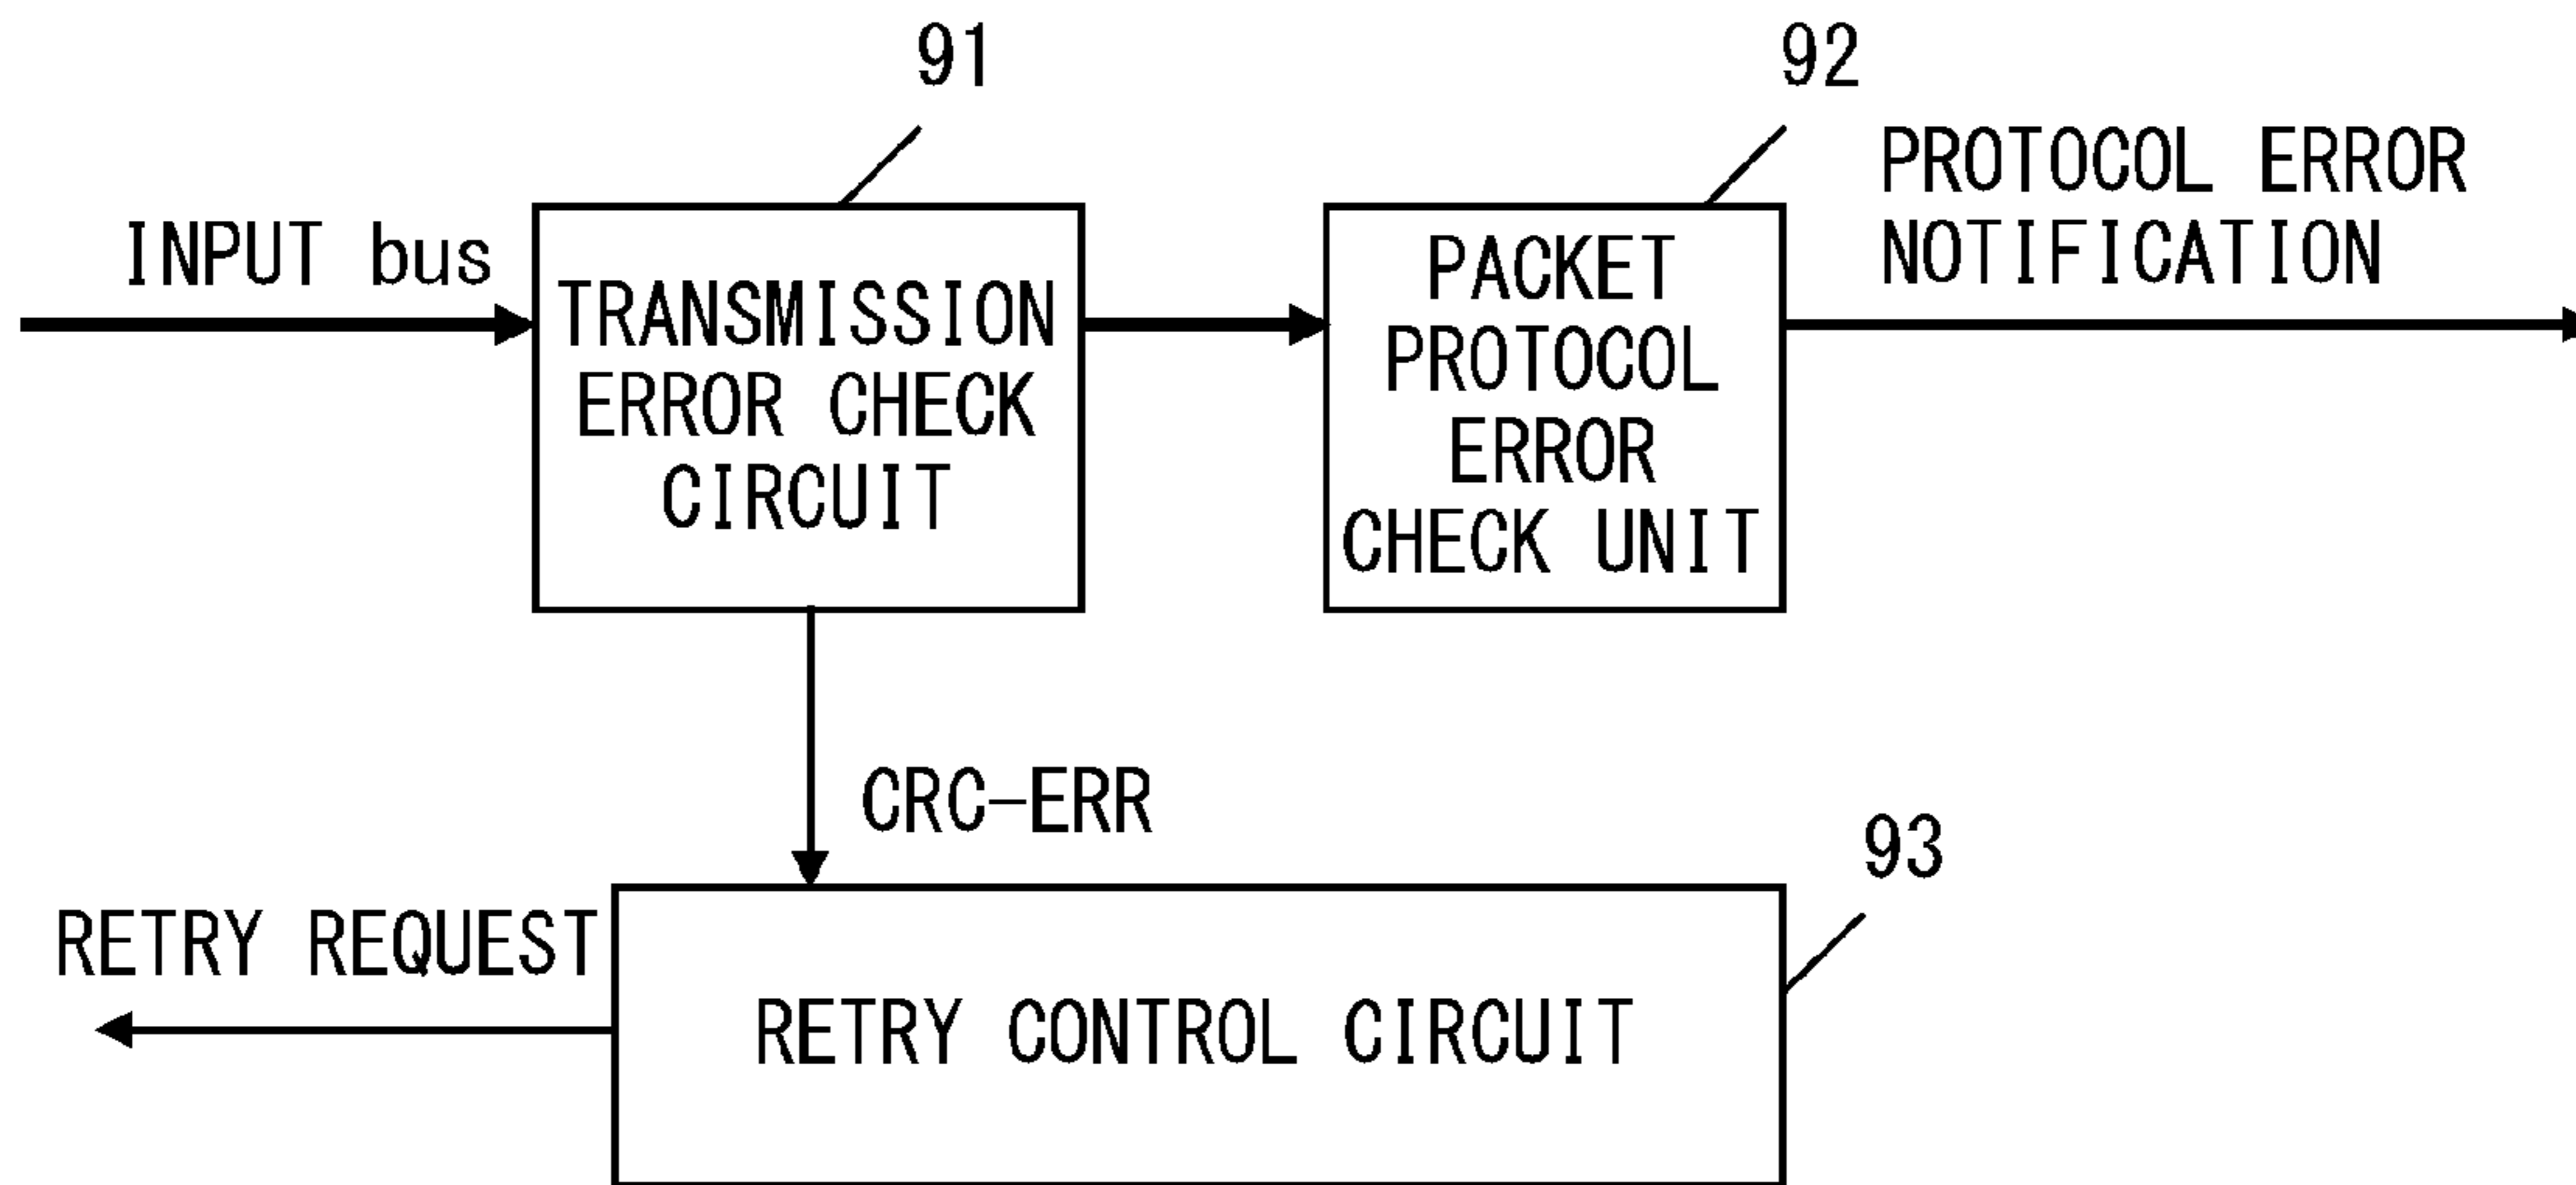 91
92
PROTOCOL ERROR
NOTIFICATION
INPUT bus
TRANSMISSION
ERROR CHECK
CIRCUIT
PACKET
PROTOCOL
ERROR
CHECK UNIT
CRC-ERR
93
RETRY REQUEST
RETRY CONTROL CIRCUIT